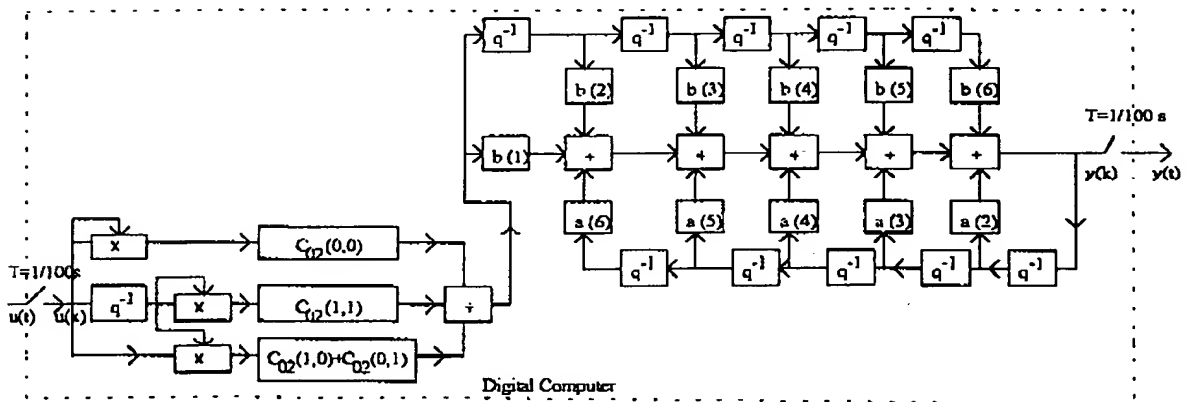 q⁻¹ q⁻¹ q⁻¹ q⁻¹ q⁻¹
b (2) b (3) b (4) b (5) b (6)
T=1/100 s
b (1) + + + + +
y(k) y(t)
a (6) a (5) a (4) a (3) a (2)
x C₀₂(0,0)
q⁻¹ q⁻¹ q⁻¹ q⁻¹ q⁻¹
T=1/100s
u(t) u(k) q⁻¹ x C₀₂(1,1) +
x C₀₂(1,0)+C₀₂(0,1)
Digital Computer